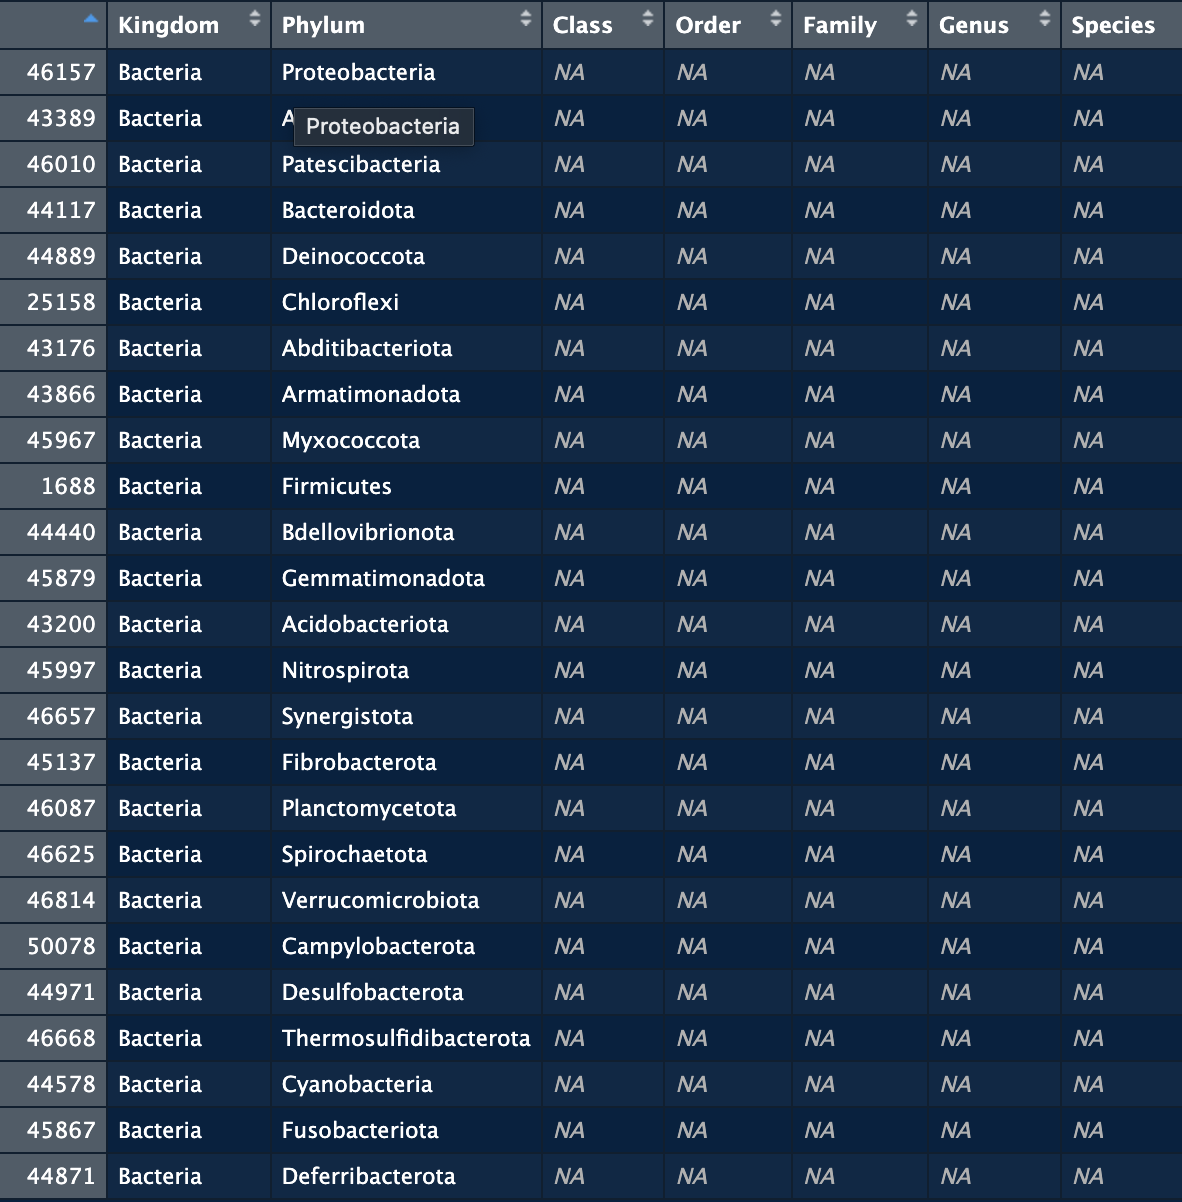 Kingdom Phylum Class Order Family Genus Species
46157 Bacteria Proteobacteria NA NA NA NA NA
43389 Bacteria NA NA NA NA NA
Proteobacteria
46010 Bacteria Patescibacteria NA NA NA NA NA
44117 Bacteria Bacteroidota NA NA NA NA NA
44889 Bacteria Deinococcota NA NA NA NA NA
25158 Bacteria Chloroflexi NA NA NA NA NA
43176 Bacteria Abditibacteriota NA NA NA NA NA
43866 Bacteria Armatimonadota NA NA NA NA NA
45967 Bacteria Myxococcota NA NA NA NA NA
1688 Bacteria Firmicutes NA NA NA NA NA
44440 Bacteria Bdellovibrionota NA NA NA NA NA
45879 Bacteria Gemmatimonadota NA NA NA NA NA
43200 Bacteria Acidobacteriota NA NA NA NA NA
45997 Bacteria Nitrospirota NA NA NA NA NA
46657 Bacteria Synergistota NA NA NA NA NA
45137 Bacteria Fibrobacterota NA NA NA NA NA
46087 Bacteria Planctomycetota NA NA NA NA NA
46625 Bacteria Spirochaetota NA NA NA NA NA
46814 Bacteria Verrucomicrobiota NA NA NA NA NA
50078 Bacteria Campylobacterota NA NA NA NA NA
44971 Bacteria Desulfobacterota NA NA NA NA NA
46668 Bacteria Thermosulfidibacterota NA NA NA NA NA
44578 Bacteria Cyanobacteria NA NA NA NA NA
45867 Bacteria Fusobacteriota NA NA NA NA NA
44871 Bacteria Deferribacterota NA NA NA NA NA